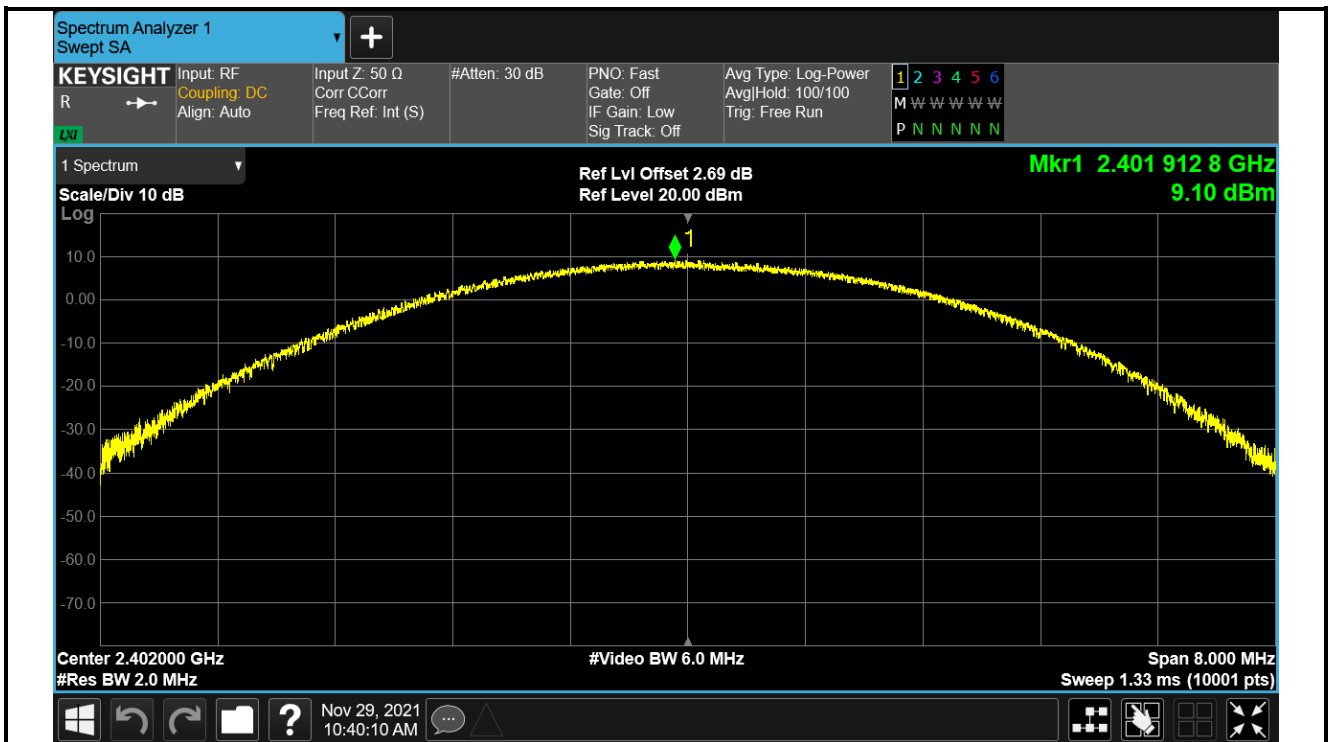 Spectrum Analyzer 1
Swept SA
KEYSIGHT
R
LXI
Input: RF
Coupling: DC
Align: Auto
Input Z: 50 Ω
Corr CCorr
Freq Ref: Int (S)
#Atten: 30 dB
PNO: Fast
Gate: Off
IF Gain: Low
Sig Track: Off
Avg Type: Log-Power
Avg|Hold: 100/100
Trig: Free Run
1 2 3 4 5 6
M W W W W W
P N N N N N
1 Spectrum
Scale/Div 10 dB
Log
Ref Lvl Offset 2.69 dB
Ref Level 20.00 dBm
Mkr1 2.401 912 8 GHz
9.10 dBm
1
10.0
0.00
-10.0
-20.0
-30.0
-40.0
-50.0
-60.0
-70.0
Center 2.402000 GHz
#Res BW 2.0 MHz
#Video BW 6.0 MHz
Span 8.000 MHz
Sweep 1.33 ms (10001 pts)
?
Nov 29, 2021
10:40:10 AM